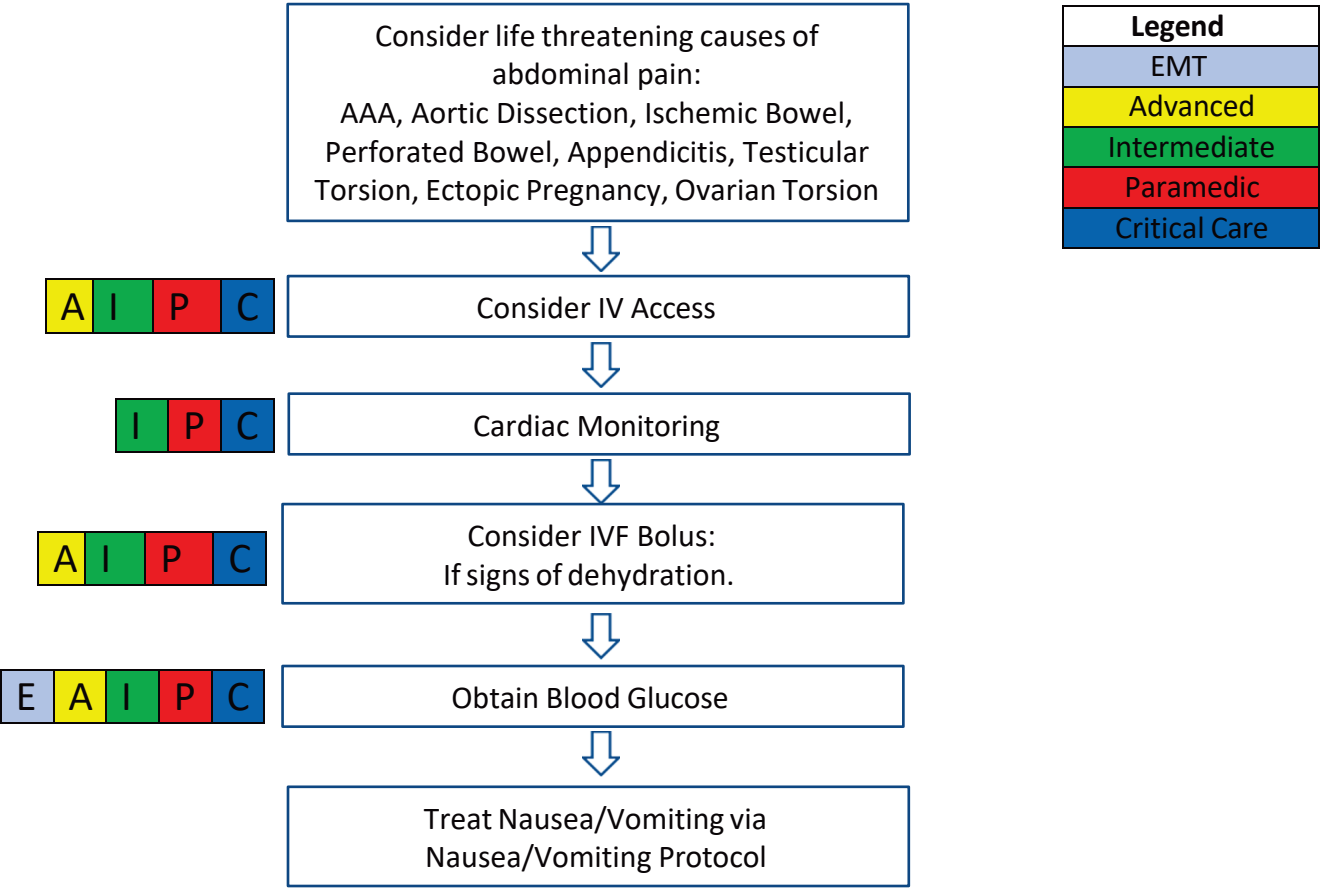 Consider life threatening causes of
abdominal pain:
AAA, Aortic Dissection, Ischemic Bowel,
Perforated Bowel, Appendicitis, Testicular
Torsion, Ectopic Pregnancy, Ovarian Torsion
Legend
EMT
Advanced
Intermediate
Paramedic
Critical Care
A I P C
Consider IV Access
I P C
Cardiac Monitoring
A I P C
Consider IVF Bolus:
If signs of dehydration.
E A I P C
Obtain Blood Glucose
Treat Nausea/Vomiting via
Nausea/Vomiting Protocol